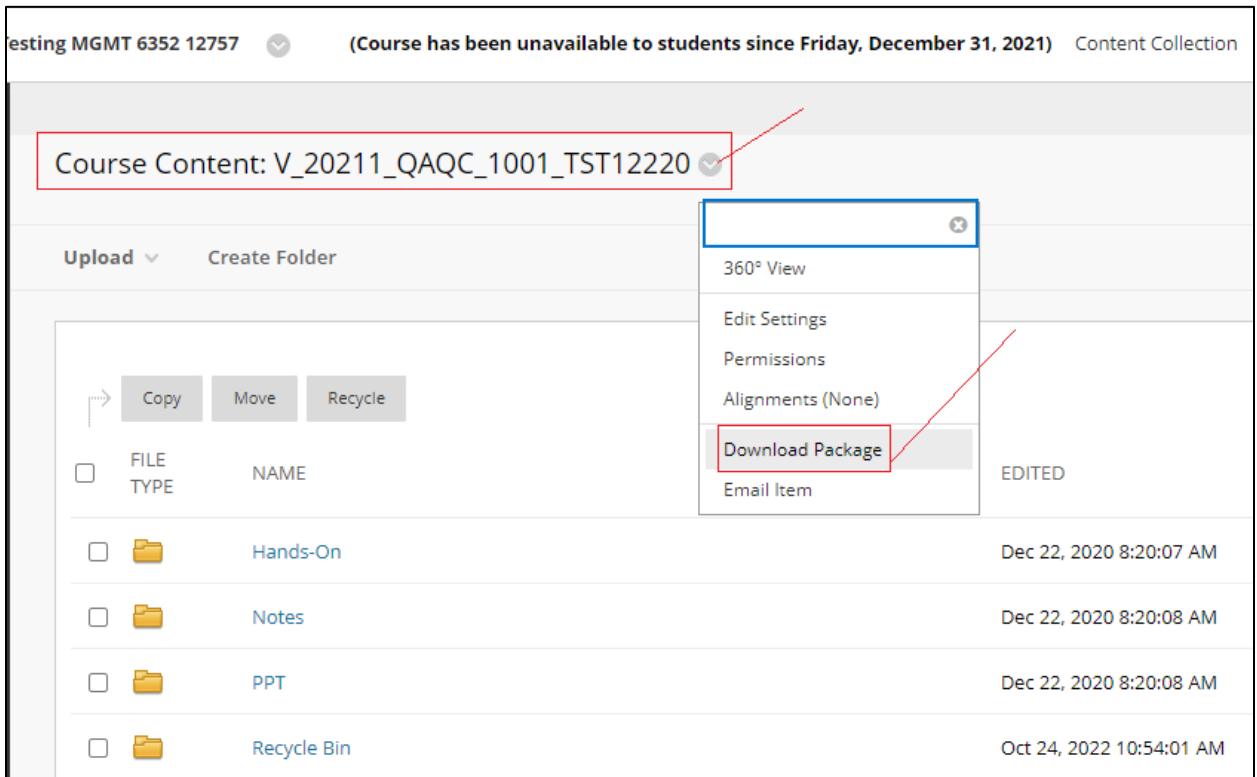 esting MGMT 6352 12757 (Course has been unavailable to students since Friday, December 31, 2021) Content Collection
Course Content: V_20211_QAQC_1001_TST12220
Upload Create Folder
360° View
Edit Settings
Permissions
Alignments (None)
Download Package
Email Item
Copy Move Recycle
FILE TYPE NAME EDITED
Hands-On Dec 22, 2020 8:20:07 AM
Notes Dec 22, 2020 8:20:08 AM
PPT Dec 22, 2020 8:20:08 AM
Recycle Bin Oct 24, 2022 10:54:01 AM